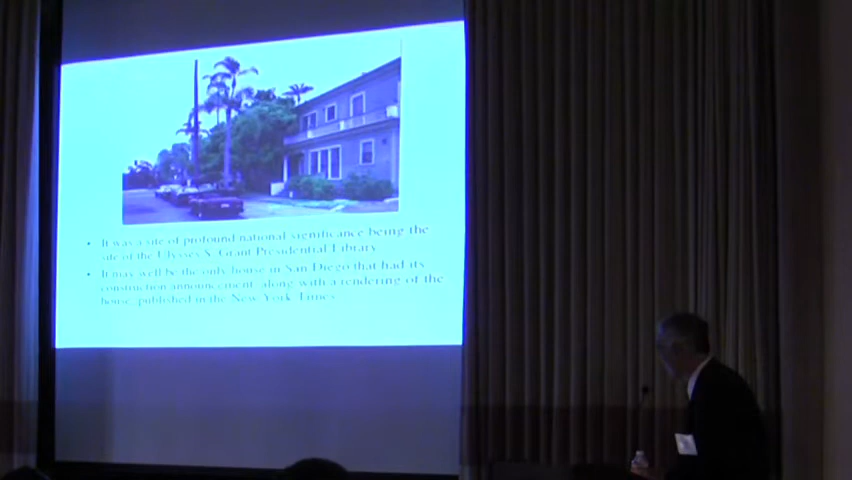 • It was a site of profound national significance being the
site of the Ulysses S. Grant Presidential Library.
• It may well be the only house in San Diego that had its
construction announcement, along with a rendering of the
house, published in the New York Times.